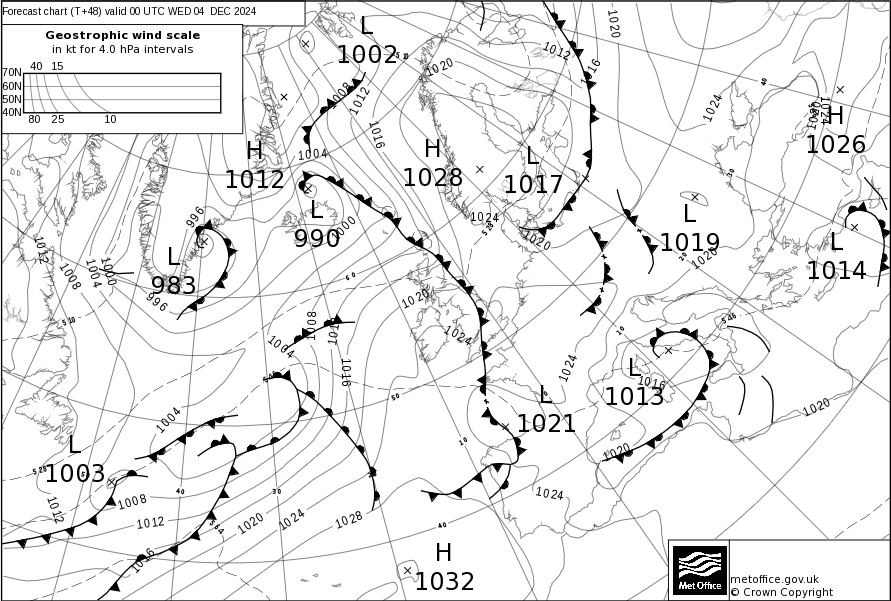 Forecast chart (T+48) valid 00 UTC WED 04 DEC 2024
Geostrophic wind scale
in kt for 4.0 hPa intervals
40 15
70N
60N
50N
40N
80 25 10
L
1002
1020
1012
1016
1020
510
1008
1012
1016
1004
40
1024
1024
H
1026
H
1012
H
1028
L
1017
30
L
990
1000
996
1024
528
1020
L
1019
20
1020
L
1014
1012
1008
1004
1000
L
983
996
60
1020
510
1008
1004
1016
1024
10
546
1024
L
1013
1016
50
L
1021
1020
1020
1004
10
L
1003
528
40
30
1008
1012
1012
564
1020
1024
1028
40
1024
1016
H
1032
Met Office
metoffice.gov.uk
© Crown Copyright